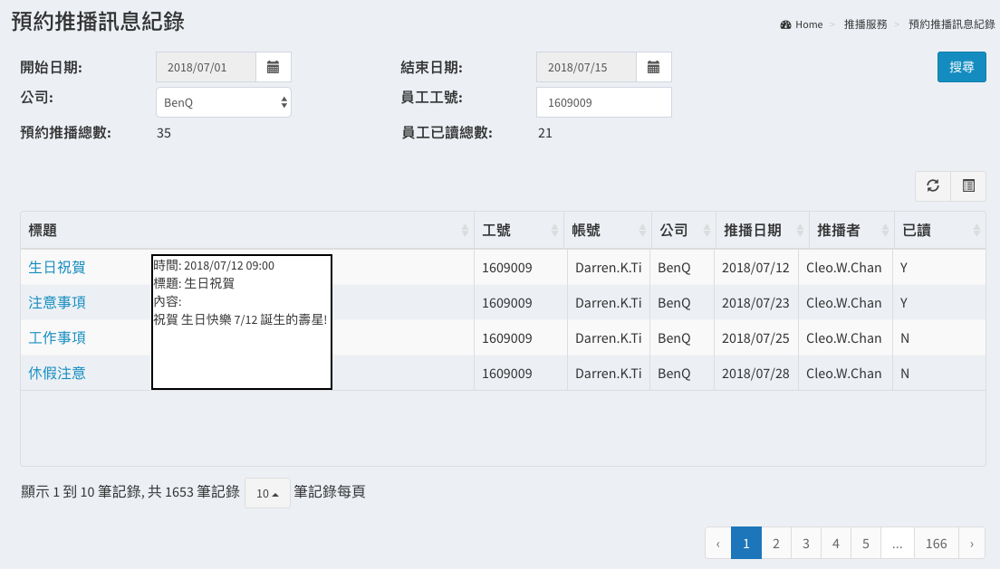 預約推播訊息紀錄
Home > 推播服務 > 預約推播訊息紀錄
開始日期: 2018/07/01 結束日期: 2018/07/15 搜尋
公司: BenQ 員工工號: 1609009
預約推播總數: 35 員工已讀總數: 21
標題 工號 帳號 公司 推播日期 推播者 已讀
生日祝賀 1609009 Darren.K.Ti BenQ 2018/07/12 Cleo.W.Chan Y
注意事項 1609009 Darren.K.Ti BenQ 2018/07/23 Cleo.W.Chan Y
工作事項 1609009 Darren.K.Ti BenQ 2018/07/25 Cleo.W.Chan N
休假注意 1609009 Darren.K.Ti BenQ 2018/07/28 Cleo.W.Chan N
時間: 2018/07/12 09:00
標題: 生日祝賀
內容:
祝賀 生日快樂 7/12 誕生的壽星!
顯示 1 到 10 筆記錄, 共 1653 筆記錄 10 筆記錄每頁
‹ 1 2 3 4 5 ... 166 ›